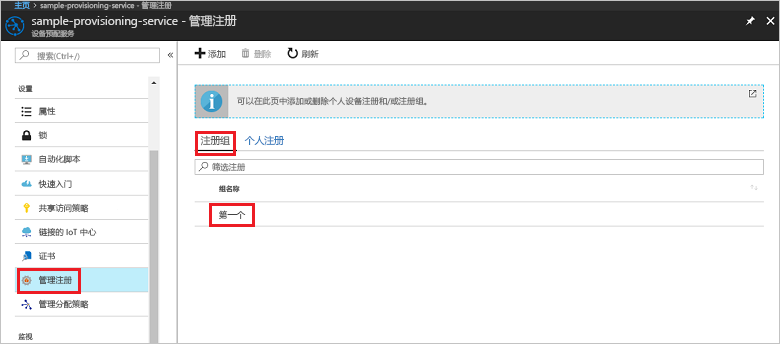 主页 > sample-provisioning-service - 管理注册
sample-provisioning-service - 管理注册
设备预配服务
搜索(Ctrl+/)
«
添加
删除
刷新
设置
属性
锁
自动化脚本
快速入门
共享访问策略
链接的 IoT 中心
证书
管理注册
管理分配策略
监视
可以在此页中添加或删除个人设备注册和/或注册组。
注册组
个人注册
筛选注册
组名称
第一个